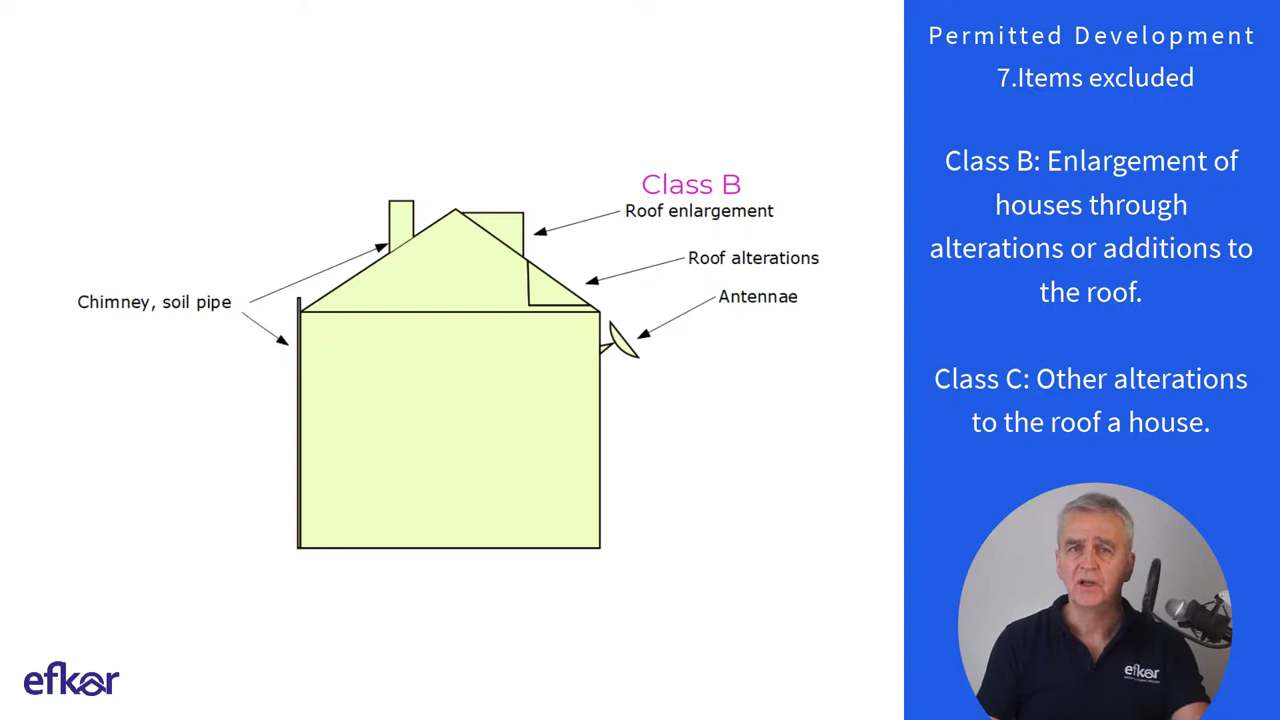 Class B
Roof enlargement
Roof alterations
Antennae
Chimney, soil pipe
efkor
Permitted Development
7.Items excluded
Class B: Enlargement of
houses through
alterations or additions to
the roof.
Class C: Other alterations
to the roof a house.
efkor